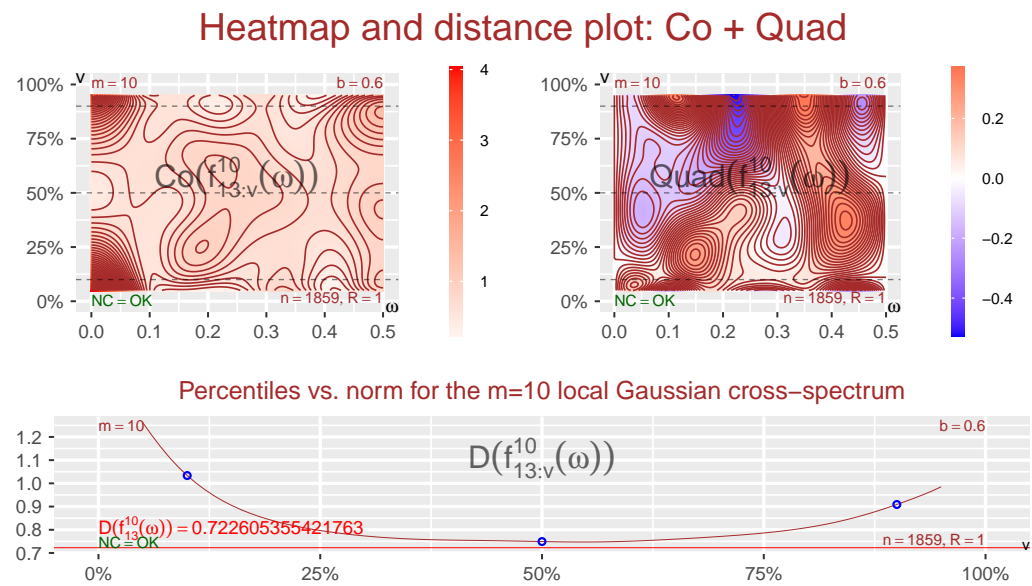 Heatmap and distance plot: Co + Quad
v m = 10 b = 0.6
100%
75%
50%
25%
0%
Co(f₁₃:ᵥ¹⁰(ω))
NC = OK n = 1859, R = 1 ω
0.0 0.1 0.2 0.3 0.4 0.5
4
3
2
1
v m = 10 b = 0.6
100%
75%
50%
25%
0%
Quad(f₁₃:ᵥ¹⁰(ω))
NC = OK n = 1859, R = 1 ω
0.0 0.1 0.2 0.3 0.4 0.5
0.2
0.0
−0.2
−0.4
Percentiles vs. norm for the m=10 local Gaussian cross−spectrum
m = 10 b = 0.6
1.2
1.1
1.0
0.9
0.8
0.7
D(f₁₃:ᵥ¹⁰(ω))
D(f₁₃¹⁰(ω)) = 0.722605355421763
NC = OK n = 1859, R = 1 v
0% 25% 50% 75% 100%